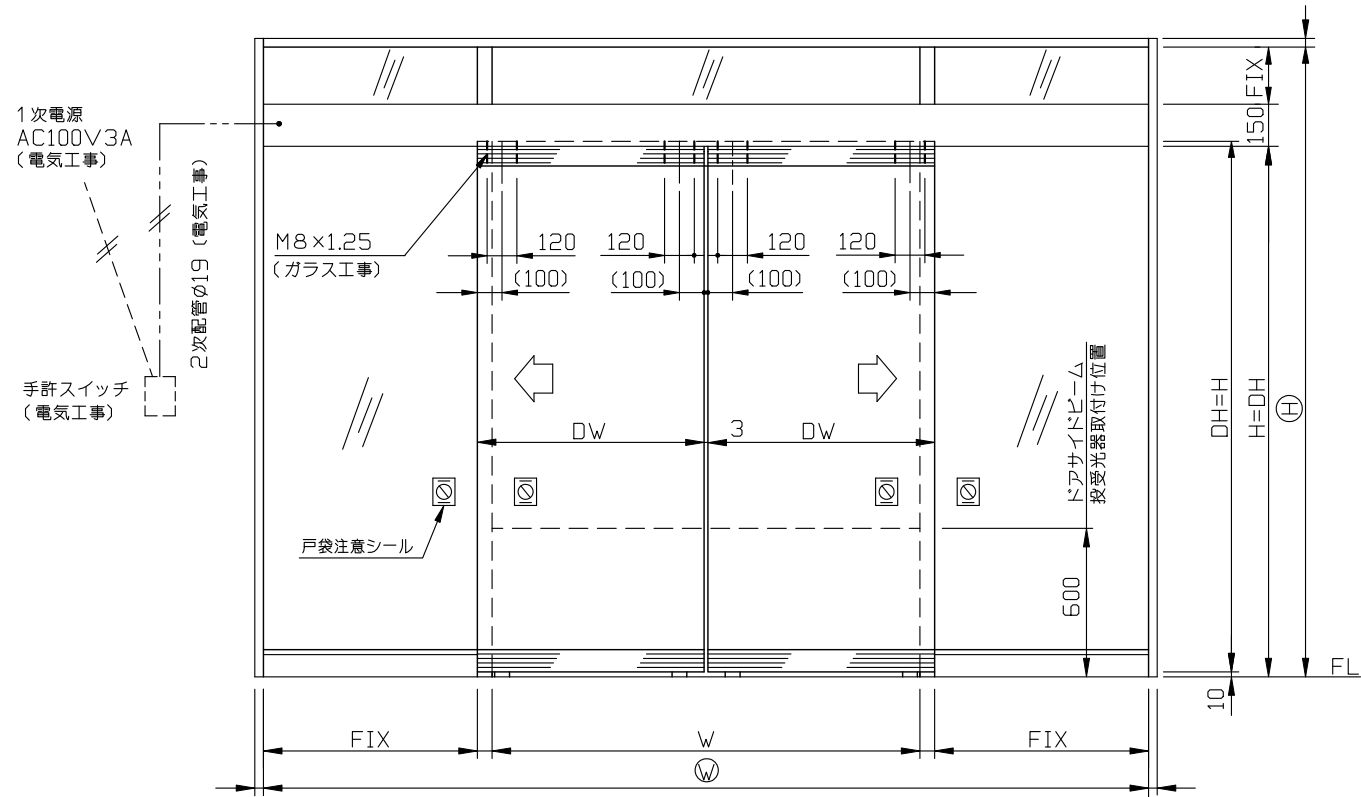 1次電源
AC100V3A
(電気工事)
2次配管φ19 (電気工事)
手許スイッチ
(電気工事)
M8×1.25
(ガラス工事)
120
120
120
120
(100)
(100)
(100)
(100)
DW
3
DW
戸袋注意シール
ドアサイドビーム
投受光器取付け位置
600
FIX
150
DH=H
H=DH
H
10
FL
FIX
W
FIX
W